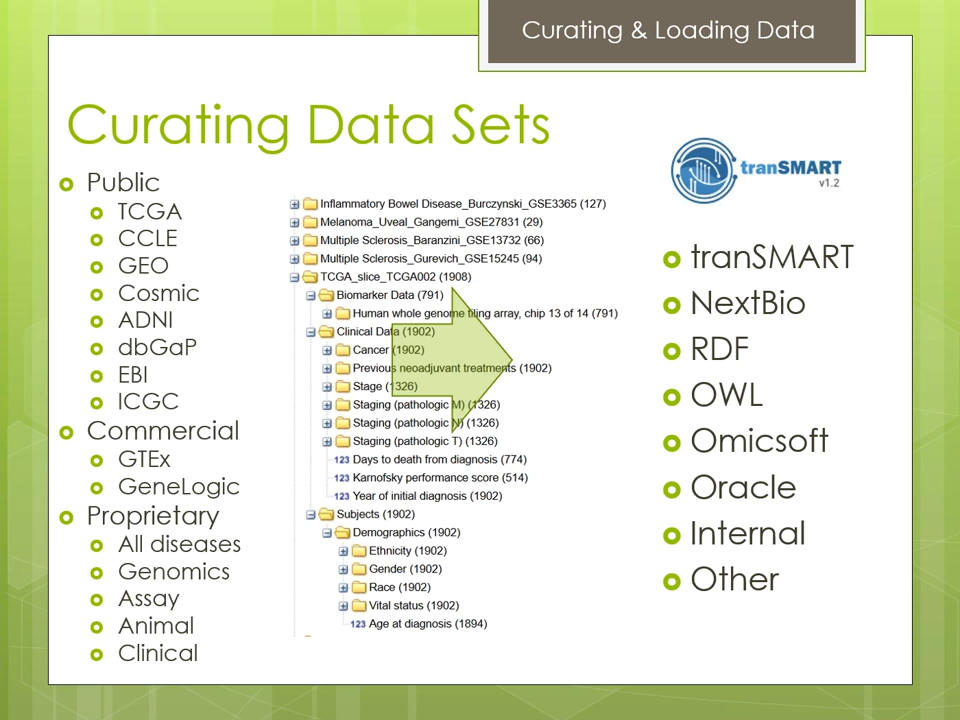 Curating & Loading Data
Curating Data Sets
Public
TCGA
CCLE
GEO
Cosmic
ADNI
dbGaP
EBI
ICGC
Commercial
GTEx
GeneLogic
Proprietary
All diseases
Genomics
Assay
Animal
Clinical
Inflammatory Bowel Disease_Burczynski_GSE3365 (127)
Melanoma_Uveal_Gangemi_GSE27831 (29)
Multiple Sclerosis_Baranzini_GSE13732 (66)
Multiple Sclerosis_Gurevich_GSE15245 (94)
TCGA_slice_TCGA002 (1908)
Biomarker Data (791)
Human whole genome tiling array, chip 13 of 14 (791)
Clinical Data (1902)
Cancer (1902)
Previous neoadjuvant treatments (1902)
Stage (1326)
Staging (pathologic M) (1326)
Staging (pathologic N) (1326)
Staging (pathologic T) (1326)
123 Days to death from diagnosis (774)
123 Karnofsky performance score (514)
123 Year of initial diagnosis (1902)
Subjects (1902)
Demographics (1902)
Ethnicity (1902)
Gender (1902)
Race (1902)
Vital status (1902)
123 Age at diagnosis (1894)
tranSMART
v1.2
tranSMART
NextBio
RDF
OWL
Omicsoft
Oracle
Internal
Other